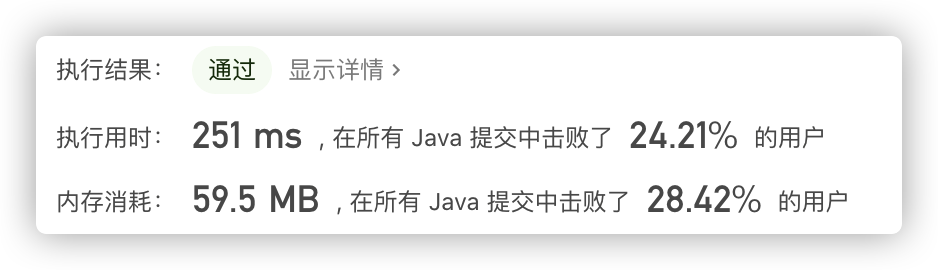 执行结果： 通过 显示详情 >
执行用时： 251 ms , 在所有 Java 提交中击败了 24.21% 的用户
内存消耗： 59.5 MB , 在所有 Java 提交中击败了 28.42% 的用户